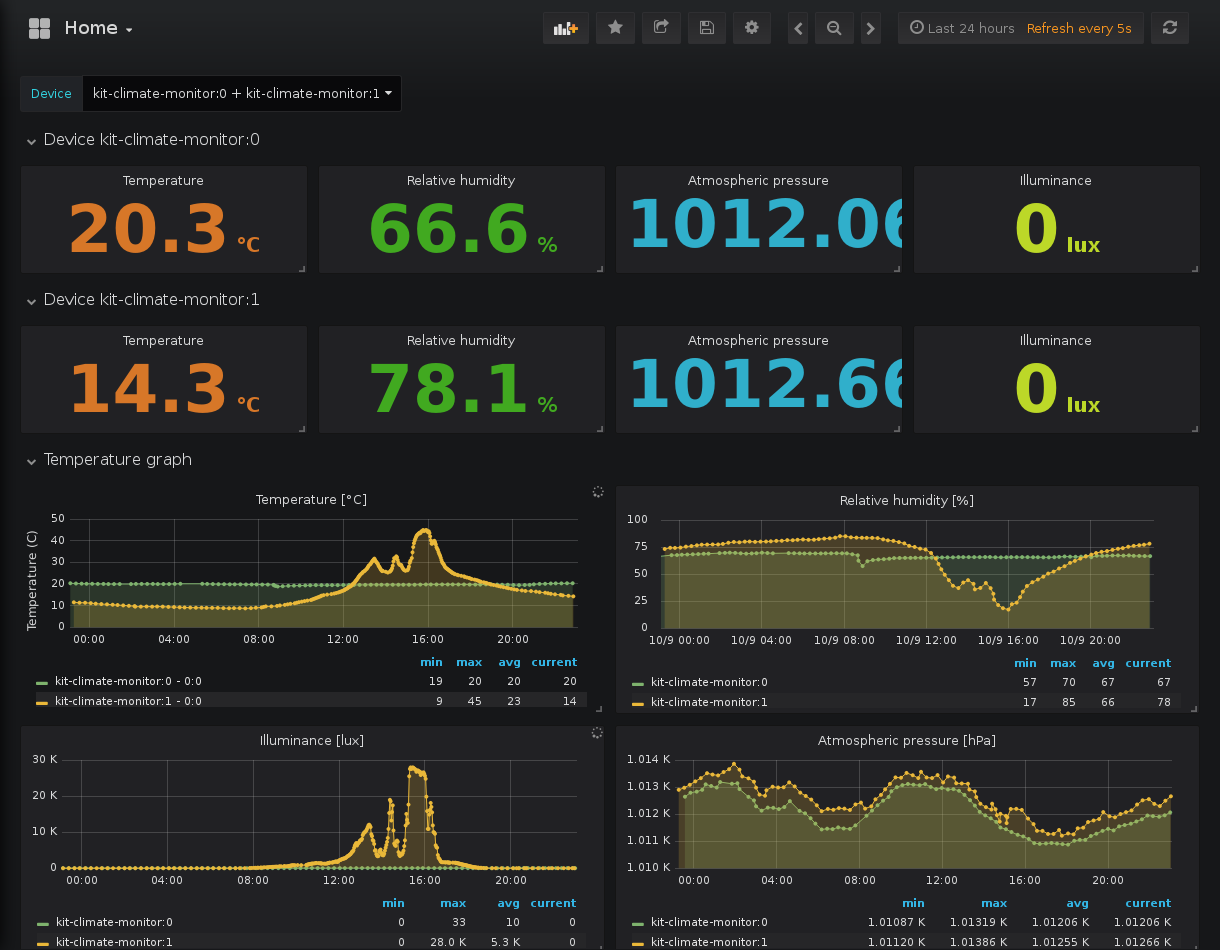 Home
Last 24 hours Refresh every 5s
Device kit-climate-monitor:0 + kit-climate-monitor:1
Device kit-climate-monitor:0
Temperature Relative humidity Atmospheric pressure Illuminance
20.3 °C 66.6 % 1012.06 0 lux
Device kit-climate-monitor:1
Temperature Relative humidity Atmospheric pressure Illuminance
14.3 °C 78.1 % 1012.66 0 lux
Temperature graph
Temperature [°C]
Temperature (C)
50
40
30
20
10
0
00:00 04:00 08:00 12:00 16:00 20:00
min max avg current
kit-climate-monitor:0 - 0:0 19 20 20 20
kit-climate-monitor:1 - 0:0 9 45 23 14
Relative humidity [%]
100
75
50
25
0
10/9 00:00 10/9 04:00 10/9 08:00 10/9 12:00 10/9 16:00 10/9 20:00
min max avg current
kit-climate-monitor:0 57 70 67 67
kit-climate-monitor:1 17 85 66 78
Illuminance [lux]
30 K
20 K
10 K
0
00:00 04:00 08:00 12:00 16:00 20:00
min max avg current
kit-climate-monitor:0 0 33 10 0
kit-climate-monitor:1 0 28.0 K 5.3 K 0
Atmospheric pressure [hPa]
1.014 K
1.013 K
1.012 K
1.011 K
1.010 K
00:00 04:00 08:00 12:00 16:00 20:00
min max avg current
kit-climate-monitor:0 1.01087 K 1.01319 K 1.01206 K 1.01206 K
kit-climate-monitor:1 1.01120 K 1.01386 K 1.01255 K 1.01266 K